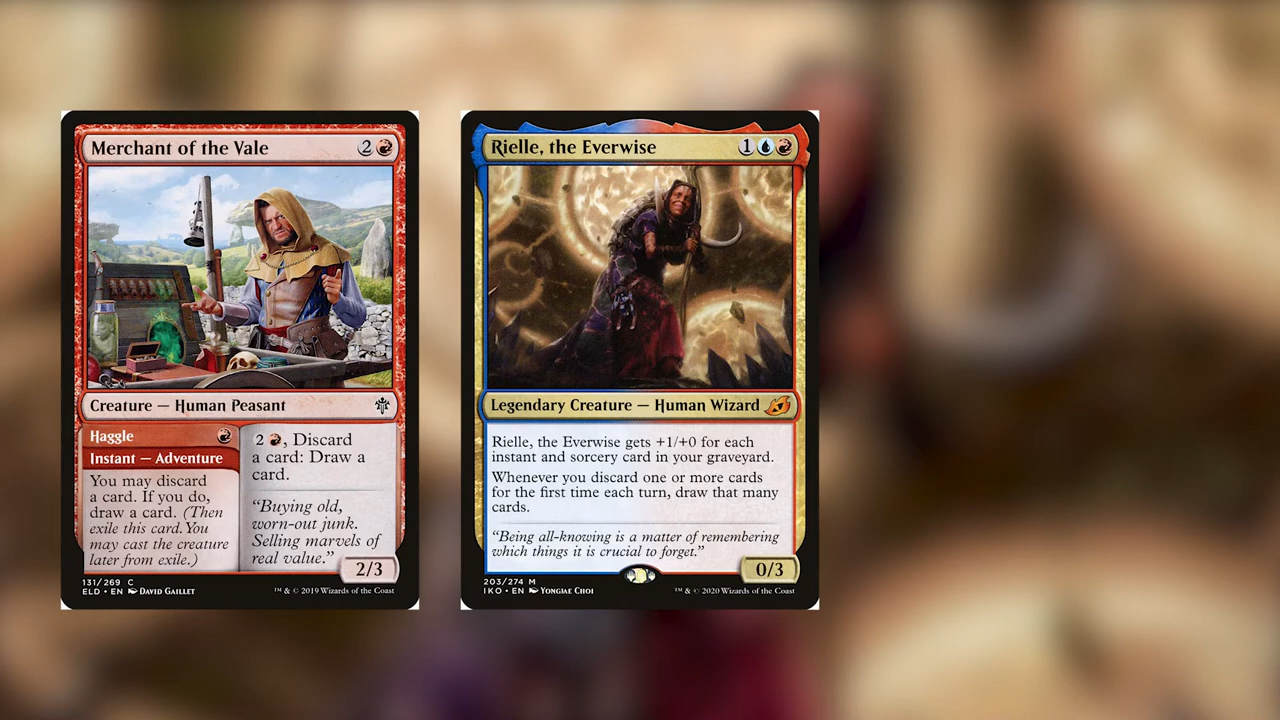 Merchant of the Vale 2
Creature — Human Peasant
Haggle
Instant — Adventure
You may discard
a card. If you do,
draw a card. (Then
exile this card. You
may cast the creature
later from exile.)
2 , Discard
a card: Draw a
card.
“Buying old,
worn-out junk.
Selling marvels of
real value.”
2/3
131/269 C
ELD • EN DAVID GAILLET
™ & © 2019 Wizards of the Coast
Rielle, the Everwise 1
Legendary Creature — Human Wizard
Rielle, the Everwise gets +1/+0 for each
instant and sorcery card in your graveyard.
Whenever you discard one or more cards
for the first time each turn, draw that many
cards.
“Being all-knowing is a matter of remembering
which things it is crucial to forget.”
0/3
203/274 M
IKO • EN YONGJAE CHOI
™ & © 2020 Wizards of the Coast